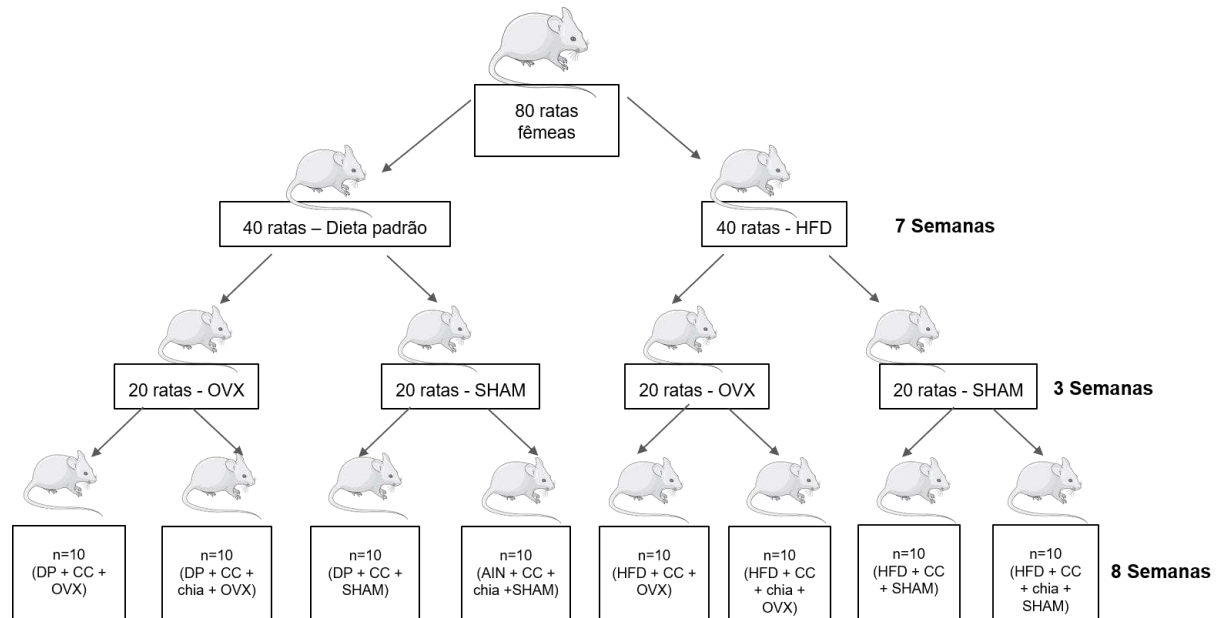 80 ratas
fêmeas
40 ratas – Dieta padrão
40 ratas - HFD
7 Semanas
20 ratas - OVX
20 ratas - SHAM
20 ratas - OVX
20 ratas - SHAM
3 Semanas
n=10
(DP + CC +
OVX)
n=10
(DP + CC +
chia + OVX)
n=10
(DP + CC +
SHAM)
n=10
(AIN + CC +
chia +SHAM)
n=10
(HFD + CC +
OVX)
n=10
(HFD + CC
+ chia +
OVX)
n=10
(HFD + CC
+ SHAM)
n=10
(HFD + CC
+ chia +
SHAM)
8 Semanas